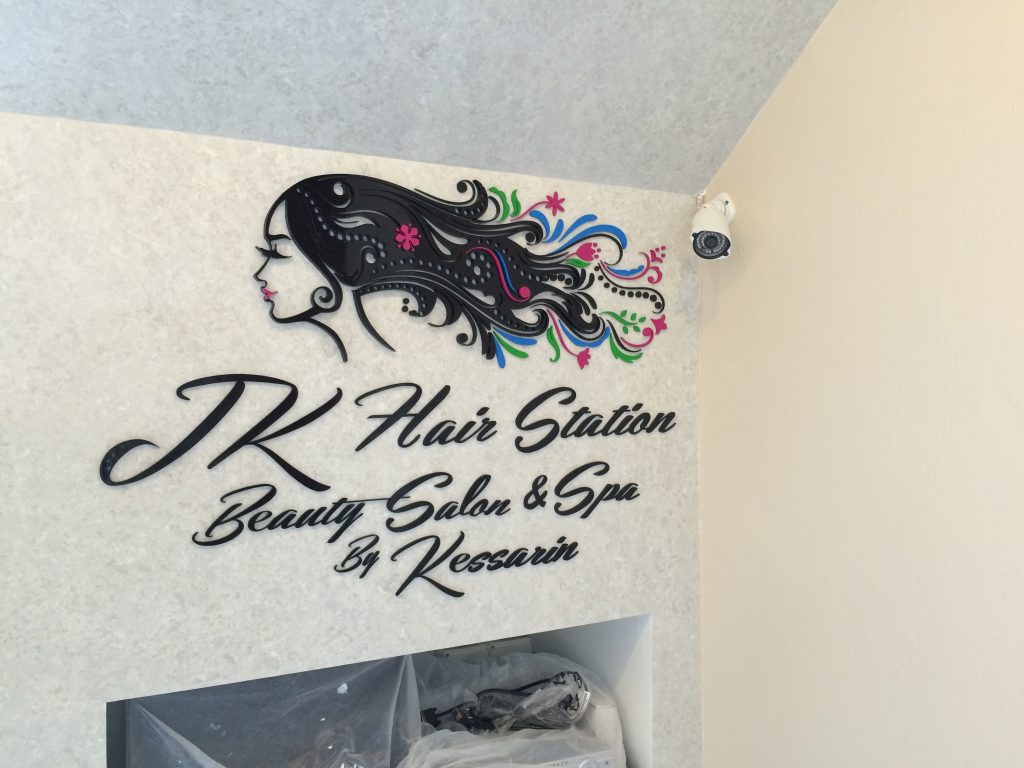 JK Hair Station
Beauty Salon & Spa
By Kessarin